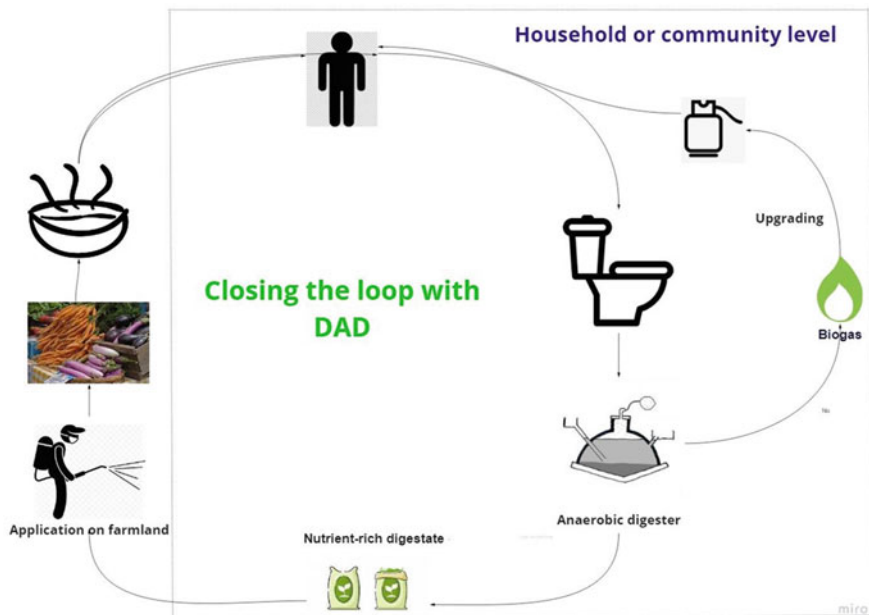 Household or community level
Upgrading
Closing the loop with
DAD
Biogas
Anaerobic digester
Application on farmland
Nutrient-rich digestate
miro